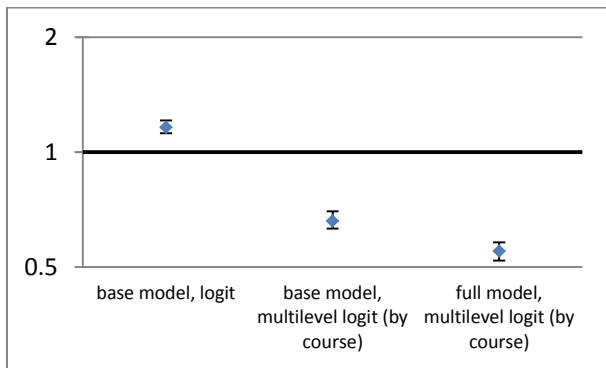 2
1
0.5
base model, logit
base model,
multilevel logit (by
course)
full model,
multilevel logit (by
course)